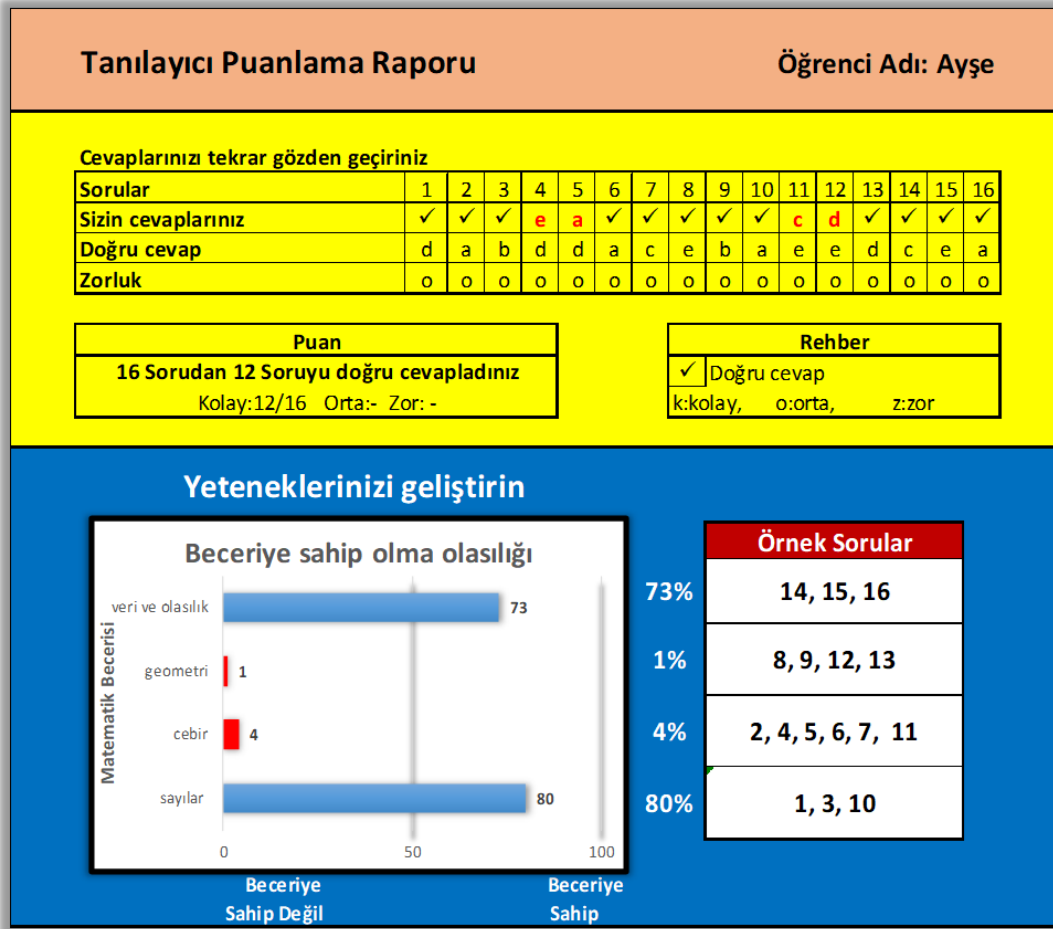 Tanılayıcı Puanlama Raporu Öğrenci Adı: Ayşe
Cevaplarınızı tekrar gözden geçiriniz
Sorular 1 2 3 4 5 6 7 8 9 10 11 12 13 14 15 16
Sizin cevaplarınız ✓ ✓ ✓ e a ✓ ✓ ✓ ✓ ✓ c d ✓ ✓ ✓ ✓
Doğru cevap d a b d d a c e b a e e d c e a
Zorluk o o o o o o o o o o o o o o o o
Puan
16 Sorudan 12 Soruyu doğru cevapladınız
Kolay:12/16 Orta:- Zor: -
Rehber
✓ Doğru cevap
k:kolay, o:orta, z:zor
Yeteneklerinizi geliştirin
Beceriye sahip olma olasılığı
Matematik Becerisi
veri ve olasılık 73
geometri 1
cebir 4
sayılar 80
0 50 100
Beceriye Sahip Değil
Beceriye Sahip
Örnek Sorular
73% 14, 15, 16
1% 8, 9, 12, 13
4% 2, 4, 5, 6, 7, 11
80% 1, 3, 10